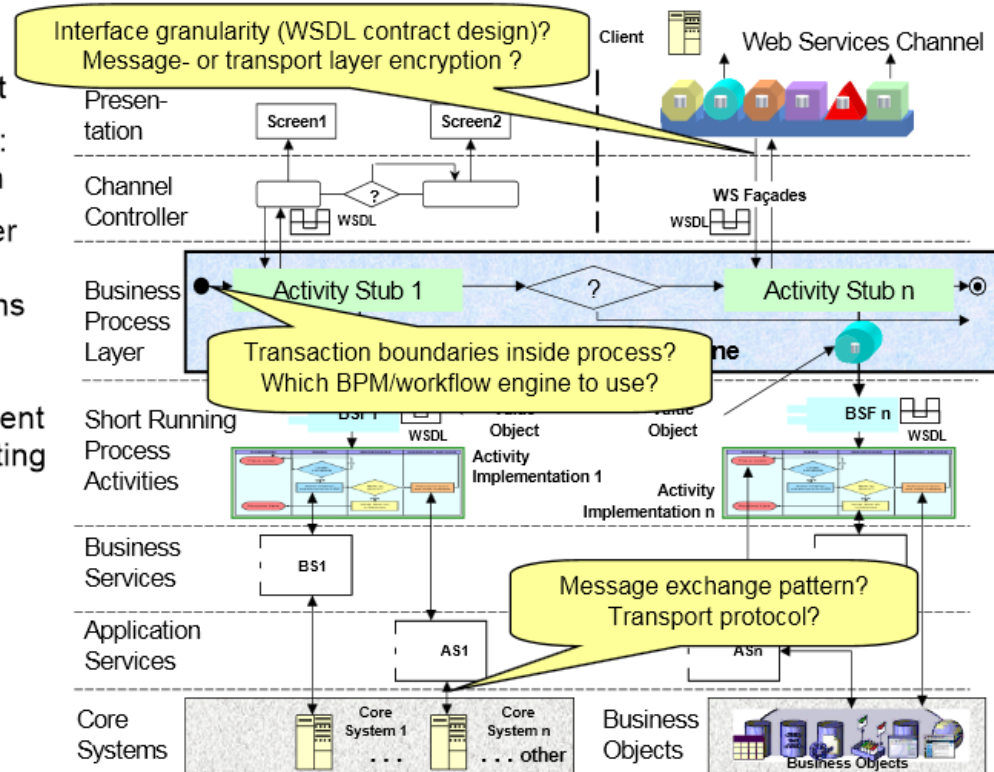 Interface granularity (WSDL contract design)?
Message- or transport layer encryption ?
Client
Web Services Channel
Presen-
tation
Screen1
Screen2
Channel
Controller
?
WSDL
WS Façades
WSDL
Business
Process
Layer
Activity Stub 1
?
Activity Stub n
Transaction boundaries inside process?
Which BPM/workflow engine to use?
Short Running
Process
Activities
WSDL
Object
Object
BSF n
WSDL
Activity
Implementation 1
Activity
Implementation n
Business
Services
BS1
Message exchange pattern?
Transport protocol?
Application
Services
AS1
ASn
Core
Systems
Core
System 1
. . .
Core
System n
. . . other
Business
Objects
Business Objects